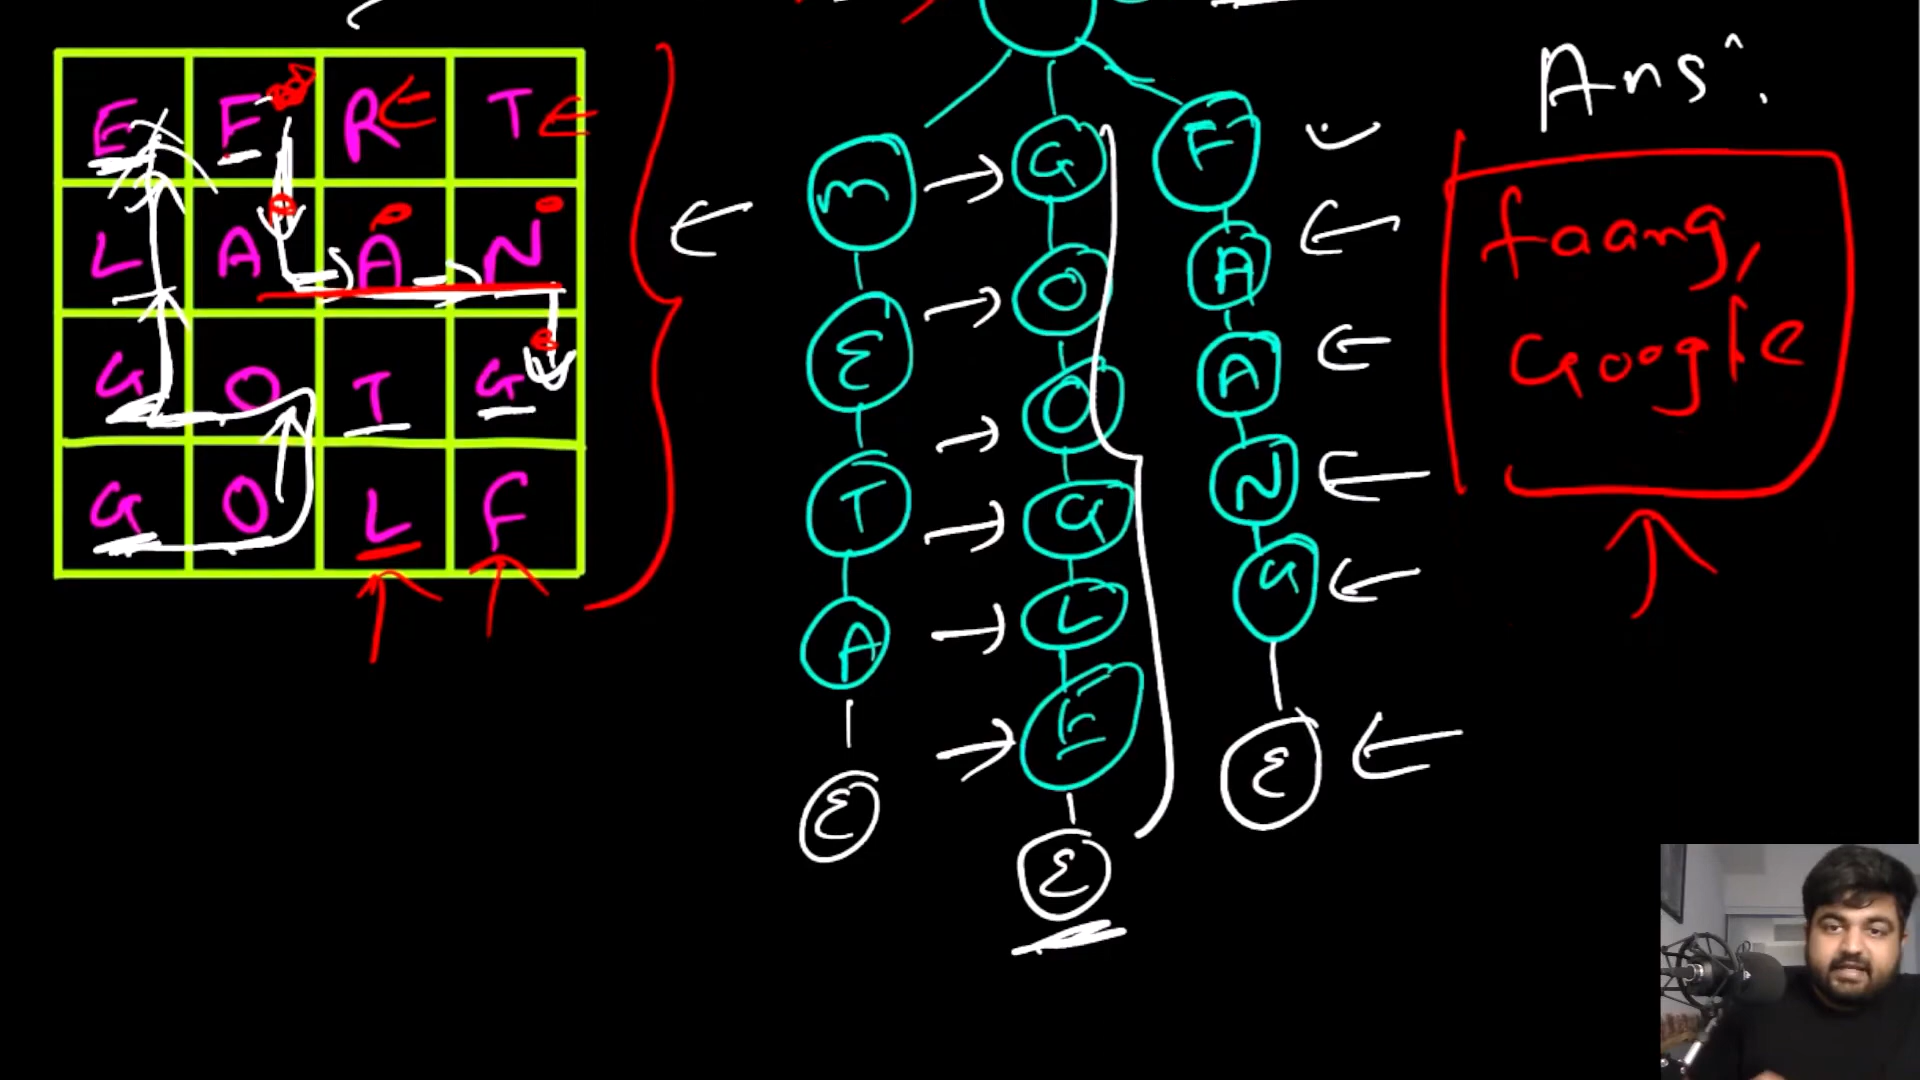 E F R T
L A A N
G O I G
G O L F
m G F
E O A
T O A
A G N
E L G
E E
E
Ans:
faang,
Google